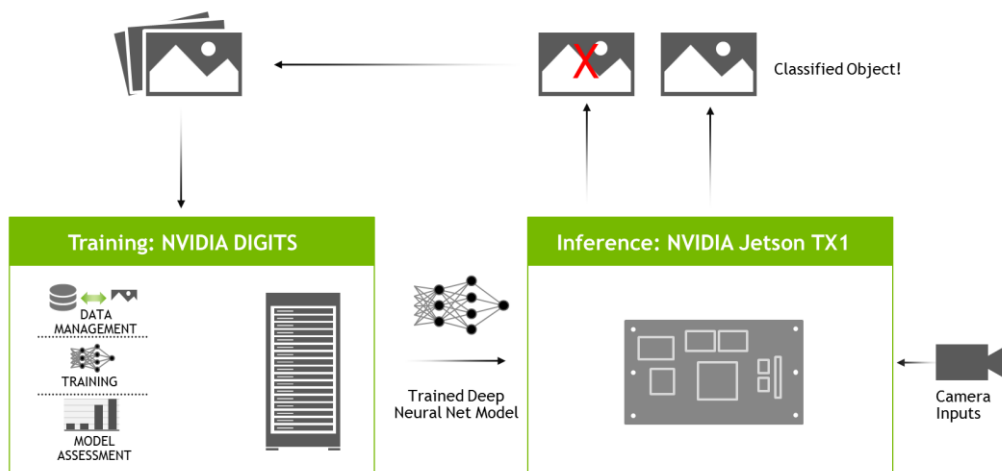 Classified Object!
Training: NVIDIA DIGITS
Inference: NVIDIA Jetson TX1
DATA
MANAGEMENT
TRAINING
MODEL
ASSESSMENT
Trained Deep
Neural Net Model
Camera
Inputs